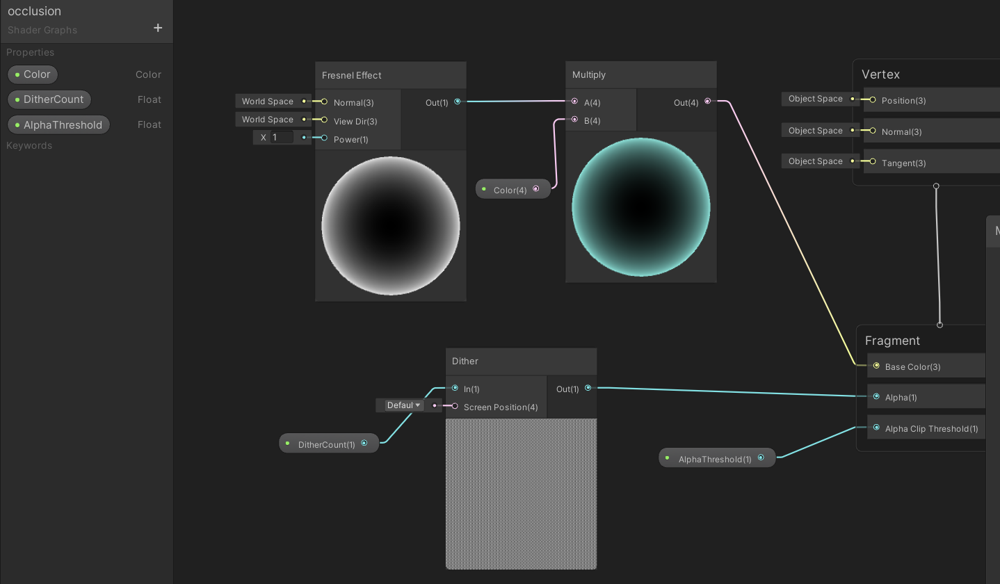 occlusion
Shader Graphs
+
Properties
Color Color
DitherCount Float
AlphaThreshold Float
Keywords
Fresnel Effect
World Space Normal(3) Out(1)
World Space View Dir(3)
X 1 Power(1)
Multiply
A(4) Out(4)
B(4)
Color(4)
Vertex
Object Space Position(3)
Object Space Normal(3)
Object Space Tangent(3)
Dither
In(1) Out(1)
Defaul Screen Position(4)
DitherCount(1)
AlphaThreshold(1)
Fragment
Base Color(3)
Alpha(1)
Alpha Clip Threshold(1)